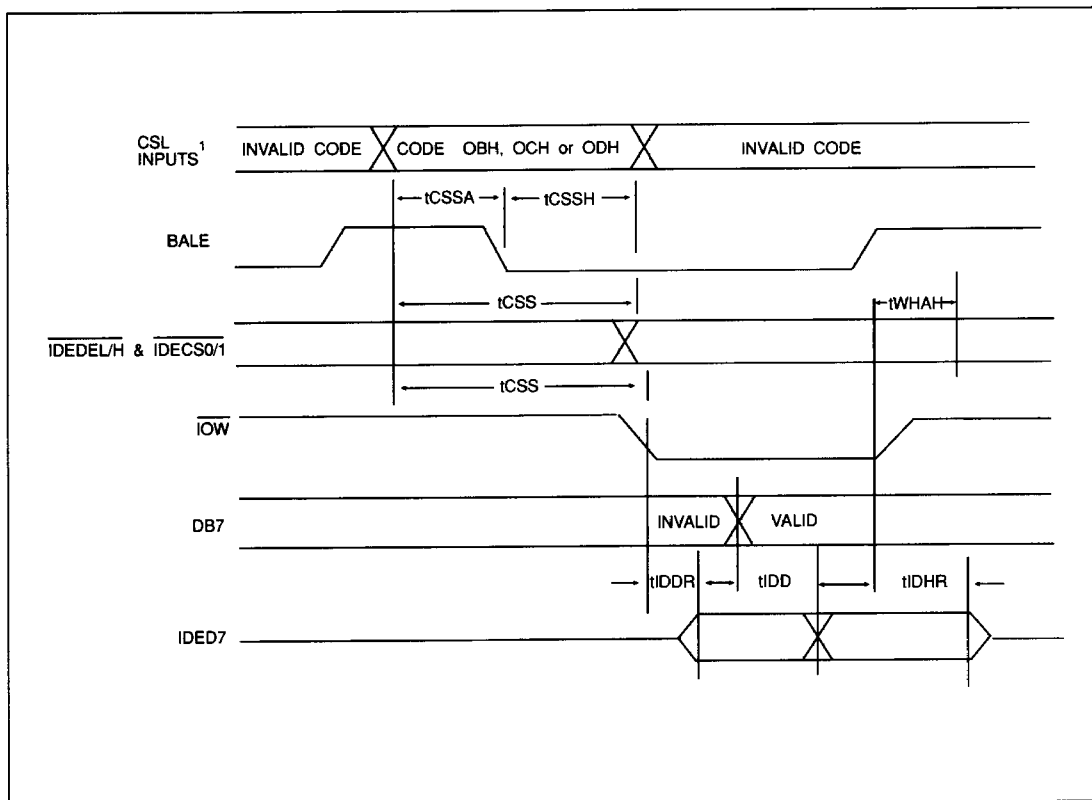 CSL
INPUTS¹
INVALID CODE
CODE OBH, OCH or ODH
INVALID CODE
tCSSA
tCSSH
BALE
tCSS
tWHAH
IDEDEL/H & IDECS0/1
tCSS
IOW
DB7
INVALID
VALID
tIDDR
tIDD
tIDHR
IDED7